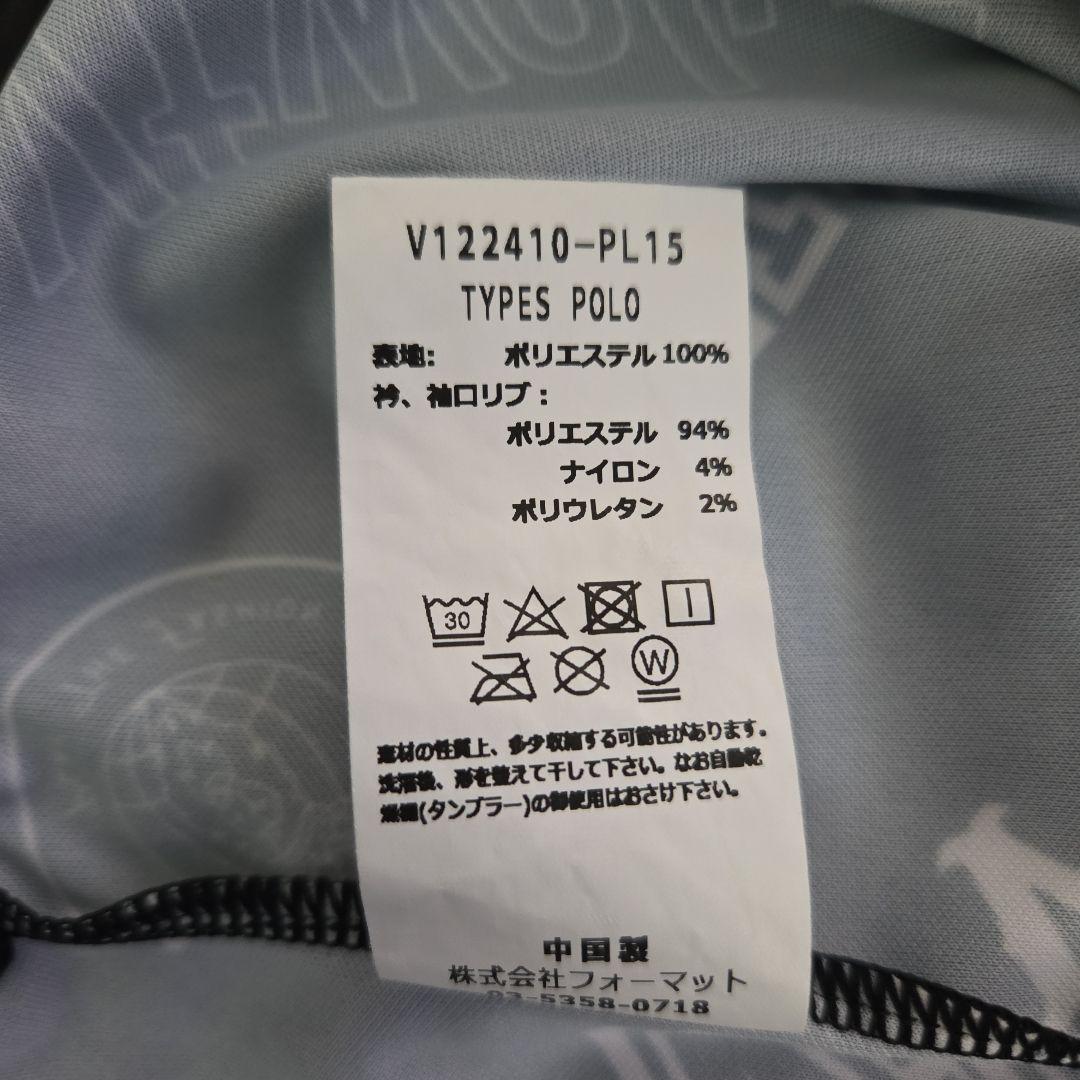 V122410-PL15
TYPES POLO
表地: ポリエステル 100%
衿、袖口リブ:
ポリエステル 94%
ナイロン 4%
ポリウレタン 2%
30
W
素材の性質上、多少収縮する可能性があります。
洗濯後、形を整えて干して下さい。なお自動乾
燥機(タンブラー)の御使用はおさけ下さい。
中国製
株式会社フォーマット
03-5358-0718